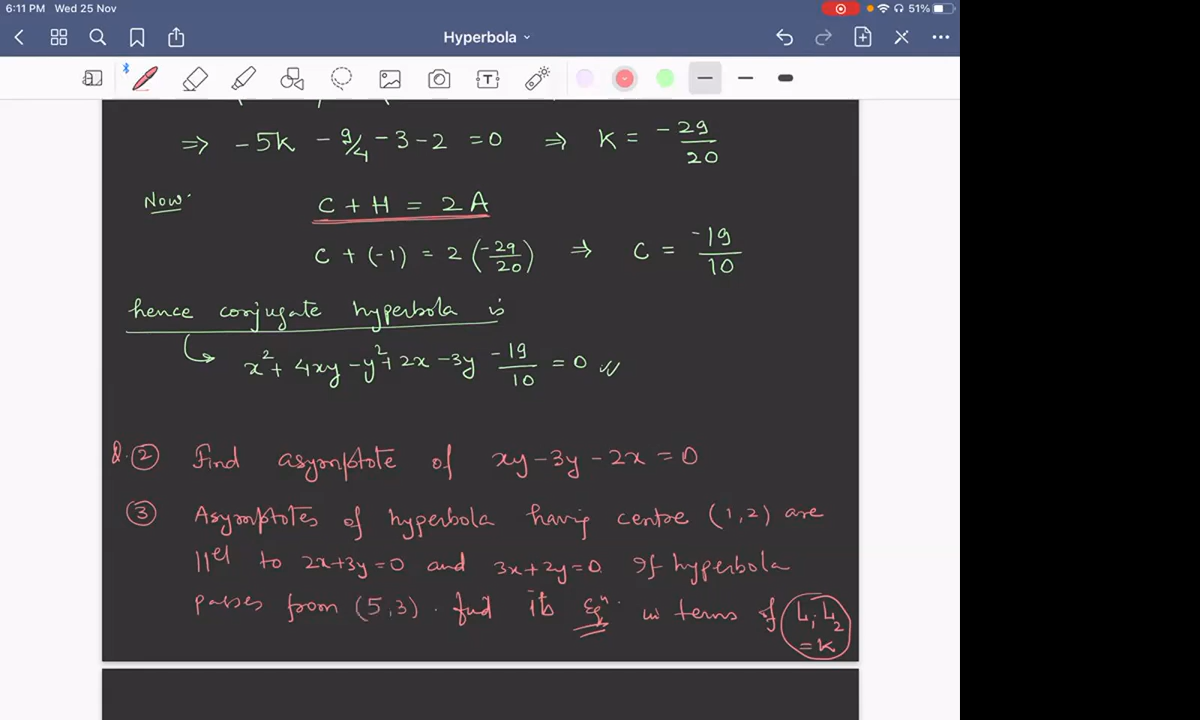 6:11 PM Wed 25 Nov
51%
Hyperbola
T
⇒ -5k - 9/4 - 3 - 2 = 0 ⇒ K = -29/20
Now:
C + H = 2A
C + (-1) = 2(-29/20) ⇒ C = -19/10
hence conjugate hyperbola is
x² + 4xy - y² + 2x - 3y - 19/10 = 0
Q. ② Find asymptote of xy - 3y - 2x = 0
③ Asymptotes of hyperbola having centre (1,2) are
||el to 2x+3y=0 and 3x+2y=0. If hyperbola
passes from (5,3). find its Eqn. in terms of L₁L₂
= K